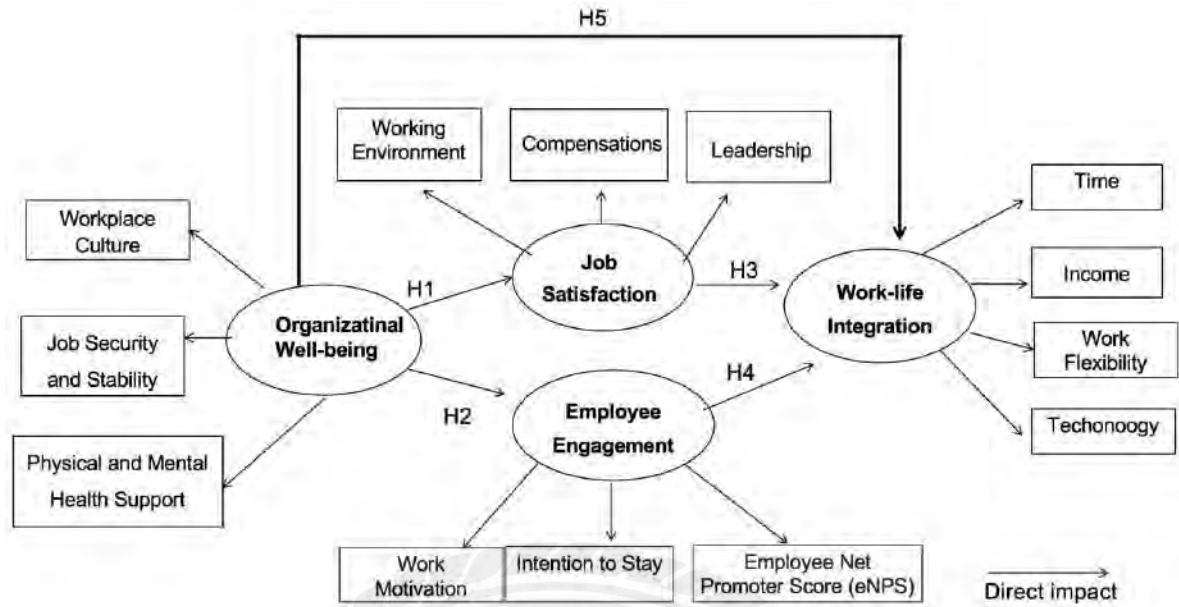 H5
Working
Environment
Compensations
Leadership
Time
Workplace
Culture
Job
Satisfaction
H1
H3
Income
Work-life
Integration
Organizatinal
Well-being
Job Security
and Stability
Work
Flexibility
H4
H2
Employee
Engagement
Techonoogy
Physical and Mental
Health Support
Work
Motivation
Intention to Stay
Employee Net
Promoter Score (eNPS)
Direct impact